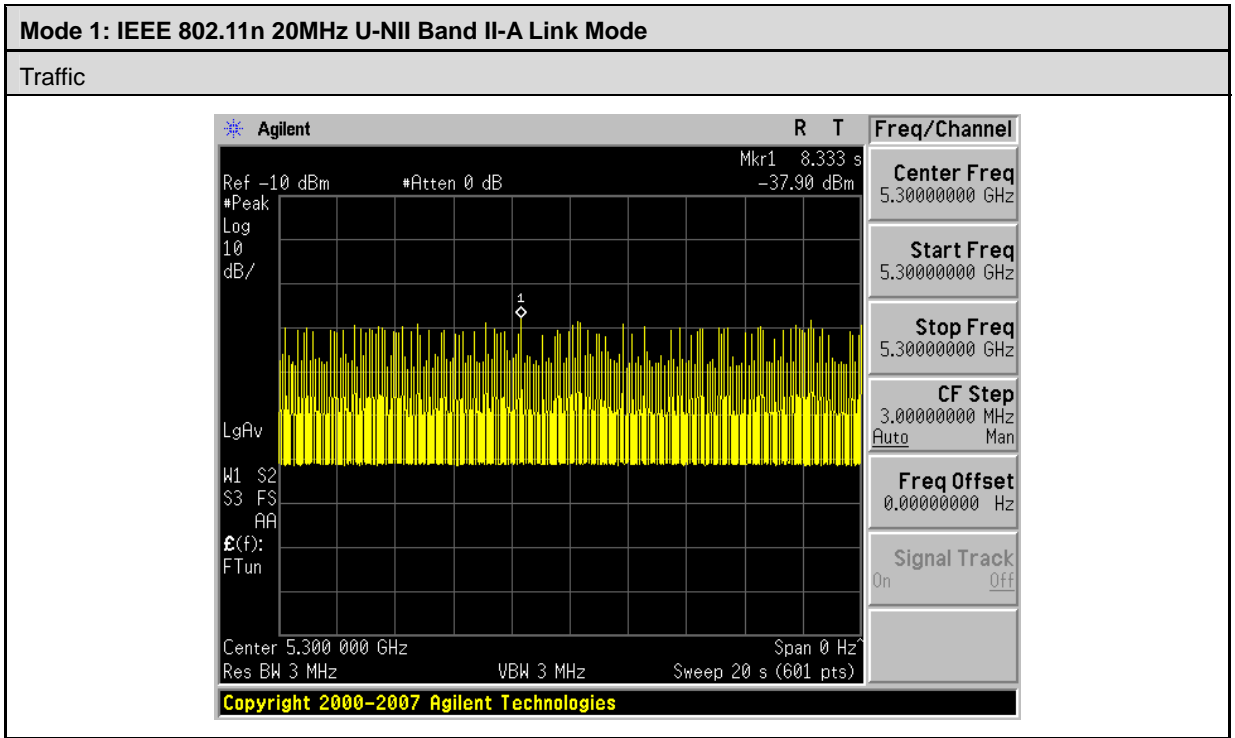 Mode 1: IEEE 802.11n 20MHz U-NII Band II-A Link Mode
Traffic
Agilent R T Freq/Channel
Mkr1 8.333 s
Ref -10 dBm #Atten 0 dB -37.90 dBm
#Peak
Log
10
dB/
1
LgAv
W1 S2
S3 FS
AA
£(f):
FTun
Center 5.300 000 GHz Span 0 Hz^
Res BW 3 MHz VBW 3 MHz Sweep 20 s (601 pts)
Copyright 2000-2007 Agilent Technologies
Center Freq
5.30000000 GHz
Start Freq
5.30000000 GHz
Stop Freq
5.30000000 GHz
CF Step
3.00000000 MHz
Auto Man
Freq Offset
0.00000000 Hz
Signal Track
On Off